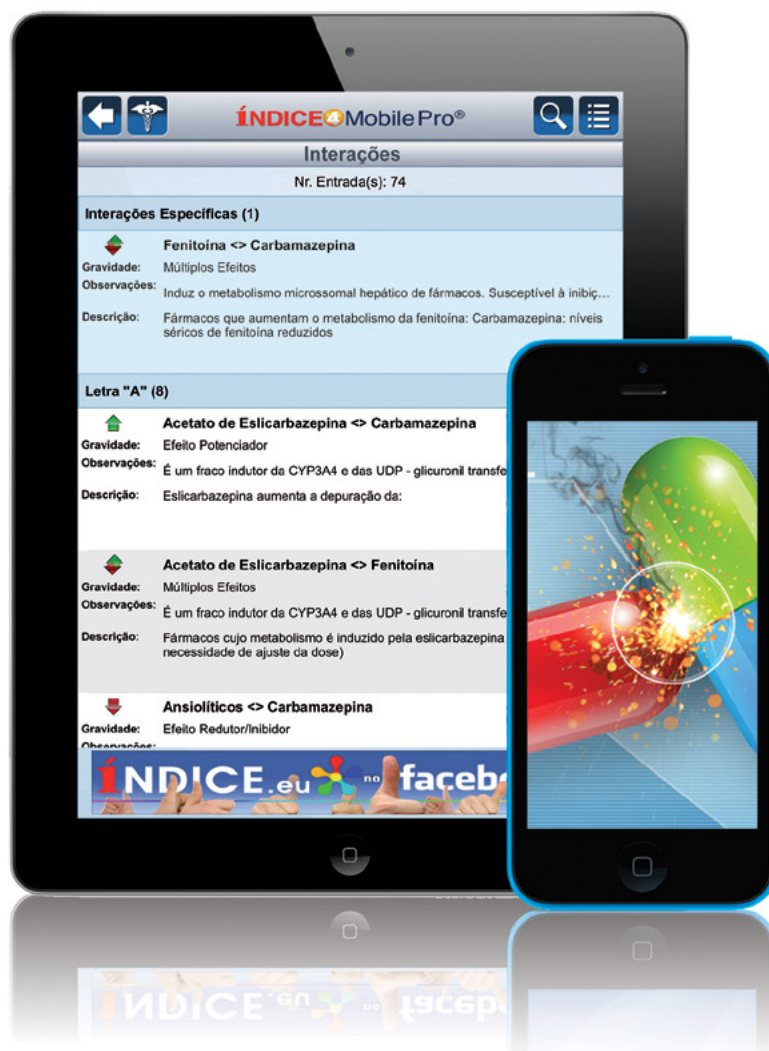 ÍNDICE4MobilePro®
Interações
Nr. Entrada(s): 74
Interações Específicas (1)
Fenitoína <> Carbamazepina
Gravidade: Múltiplos Efeitos
Observações: Induz o metabolismo microssomal hepático de fármacos. Susceptível à inibiç...
Descrição: Fármacos que aumentam o metabolismo da fenitoína: Carbamazepina: níveis
séricos de fenitoína reduzidos
Letra "A" (8)
Acetato de Eslicarbazepina <> Carbamazepina
Gravidade: Efeito Potenciador
Observações: É um fraco indutor da CYP3A4 e das UDP - glicuronil transfe
Descrição: Eslicarbazepina aumenta a depuração da:
Acetato de Eslicarbazepina <> Fenitoína
Gravidade: Múltiplos Efeitos
Observações: É um fraco indutor da CYP3A4 e das UDP - glicuronil transfe
Descrição: Fármacos cujo metabolismo é induzido pela eslicarbazepina
necessidade de ajuste da dose)
Ansiolíticos <> Carbamazepina
Gravidade: Efeito Redutor/Inibidor
Observações:
ÍNDICE.eu no faceb